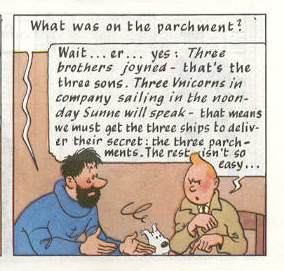 What was on the parchment?
Wait... er... yes: Three
brothers joyned - that's the
three sons. Three Vnicorns in
company sailing in the noon-
day Sunne will speak - that means
we must get the three ships to deliv-
er their secret: the three parch-
ments. The rest isn't so
easy...